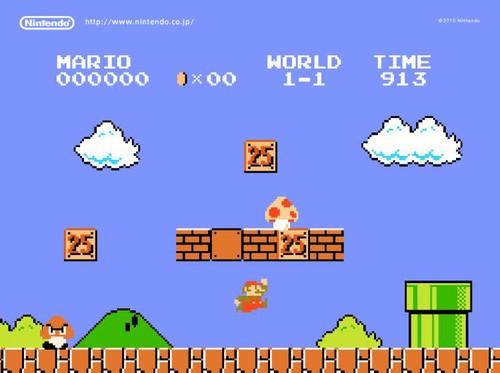 Nintendo
http://www.nintendo.co.jp/
©2010 Nintendo
MARIO WORLD TIME
000000 ×00 1-1 913
25
25
25